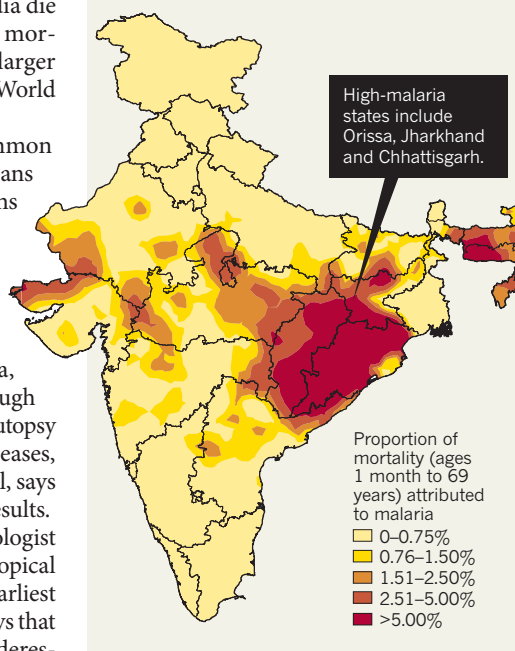 dia die
mor-
larger
World
mmon
ans
ns
a,
ugh
utopsy
eases,
l, says
esults.
ologist
opical
arliest
ys that
deres-
High-malaria
states include
Orissa, Jharkhand
and Chhattisgarh.
Proportion of
mortality (ages
1 month to 69
years) attributed
to malaria
0–0.75%
0.76–1.50%
1.51–2.50%
2.51–5.00%
>5.00%